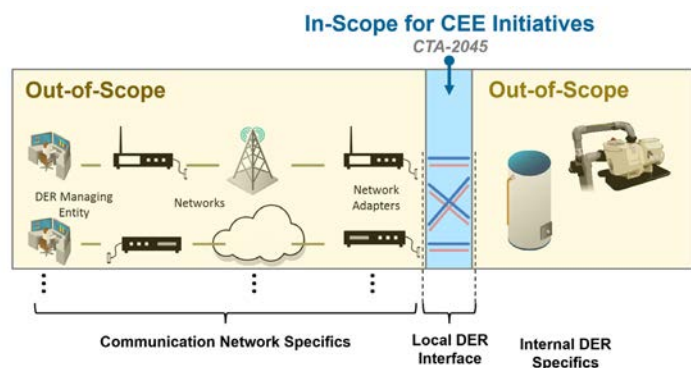 In-Scope for CEE Initiatives
CTA-2045
Out-of-Scope
Out-of-Scope
DER Managing
Entity
Networks
Network
Adapters
Communication Network Specifics
Local DER
Interface
Internal DER
Specifics